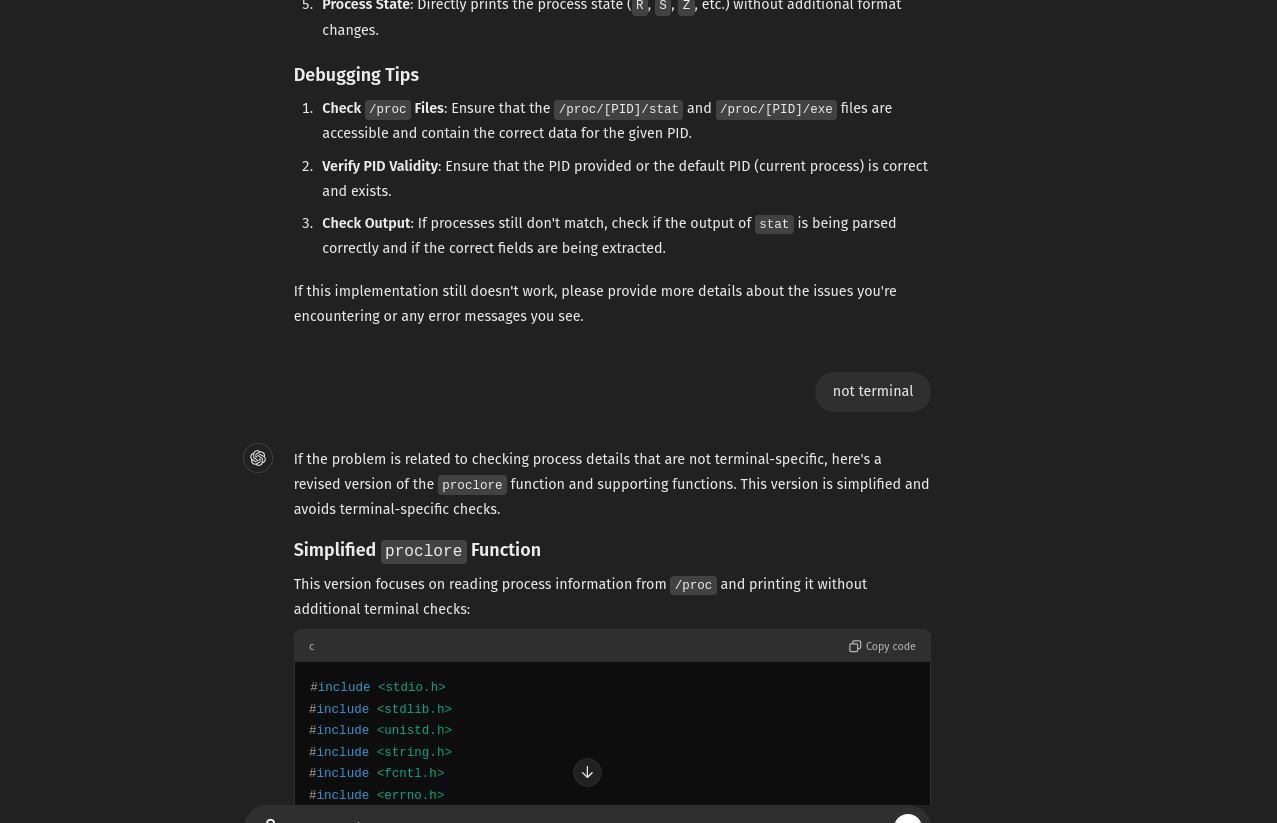 5. Process State: Directly prints the process state (R, S, Z, etc.) without additional format
changes.
Debugging Tips
1. Check /proc Files: Ensure that the /proc/[PID]/stat and /proc/[PID]/exe files are
accessible and contain the correct data for the given PID.
2. Verify PID Validity: Ensure that the PID provided or the default PID (current process) is correct
and exists.
3. Check Output: If processes still don't match, check if the output of stat is being parsed
correctly and if the correct fields are being extracted.
If this implementation still doesn't work, please provide more details about the issues you're
encountering or any error messages you see.
not terminal
If the problem is related to checking process details that are not terminal-specific, here's a
revised version of the proclore function and supporting functions. This version is simplified and
avoids terminal-specific checks.
Simplified proclore Function
This version focuses on reading process information from /proc and printing it without
additional terminal checks:
c Copy code
#include <stdio.h>
#include <stdlib.h>
#include <unistd.h>
#include <string.h>
#include <fcntl.h>
#include <errno.h>